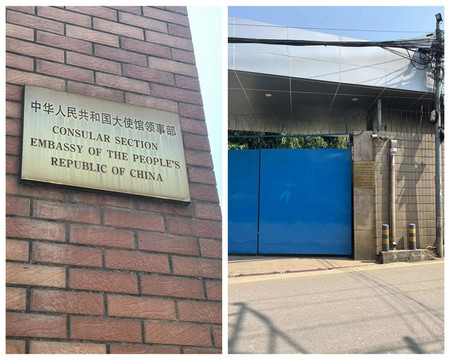 中华人民共和国大使馆领事部
CONSULAR SECTION
EMBASSY OF THE PEOPLE'S
REPUBLIC OF CHINA